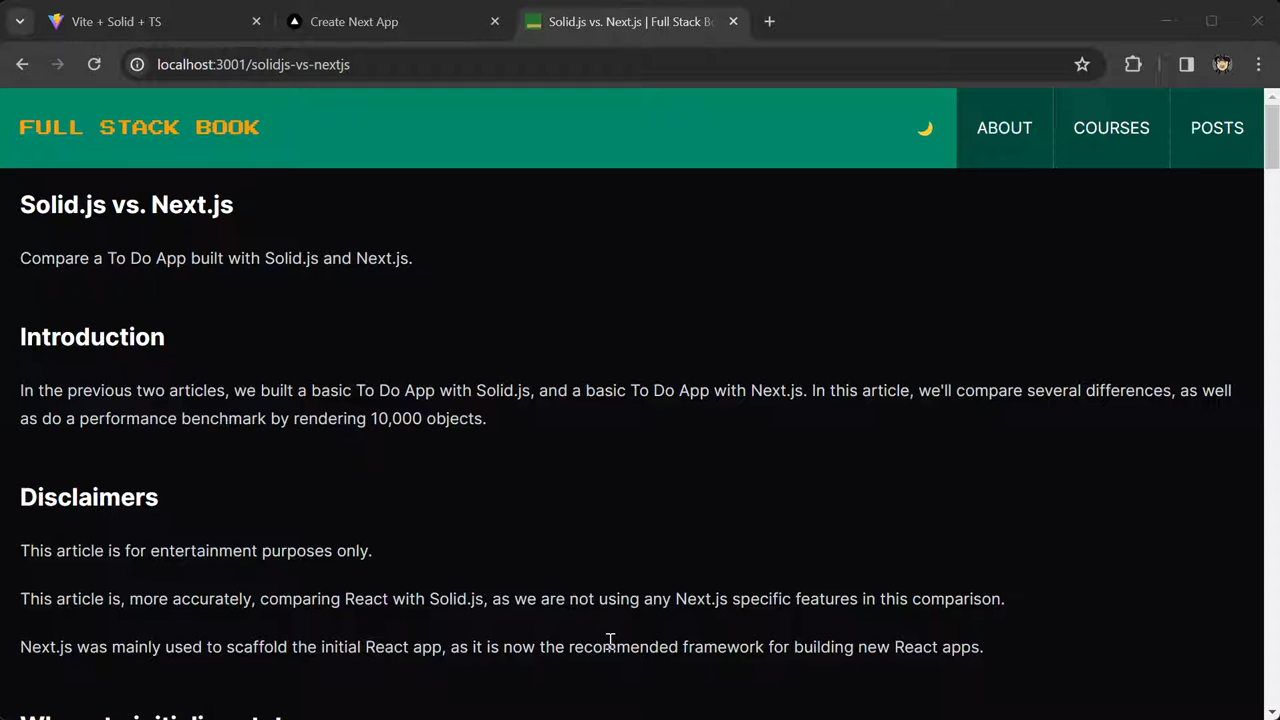 Vite + Solid + TS
Create Next App
Solid.js vs. Next.js | Full Stack Bo
localhost:3001/solidjs-vs-nextjs
FULL STACK BOOK
ABOUT
COURSES
POSTS
Solid.js vs. Next.js
Compare a To Do App built with Solid.js and Next.js.
Introduction
In the previous two articles, we built a basic To Do App with Solid.js, and a basic To Do App with Next.js. In this article, we'll compare several differences, as well
as do a performance benchmark by rendering 10,000 objects.
Disclaimers
This article is for entertainment purposes only.
This article is, more accurately, comparing React with Solid.js, as we are not using any Next.js specific features in this comparison.
Next.js was mainly used to scaffold the initial React app, as it is now the recommended framework for building new React apps.